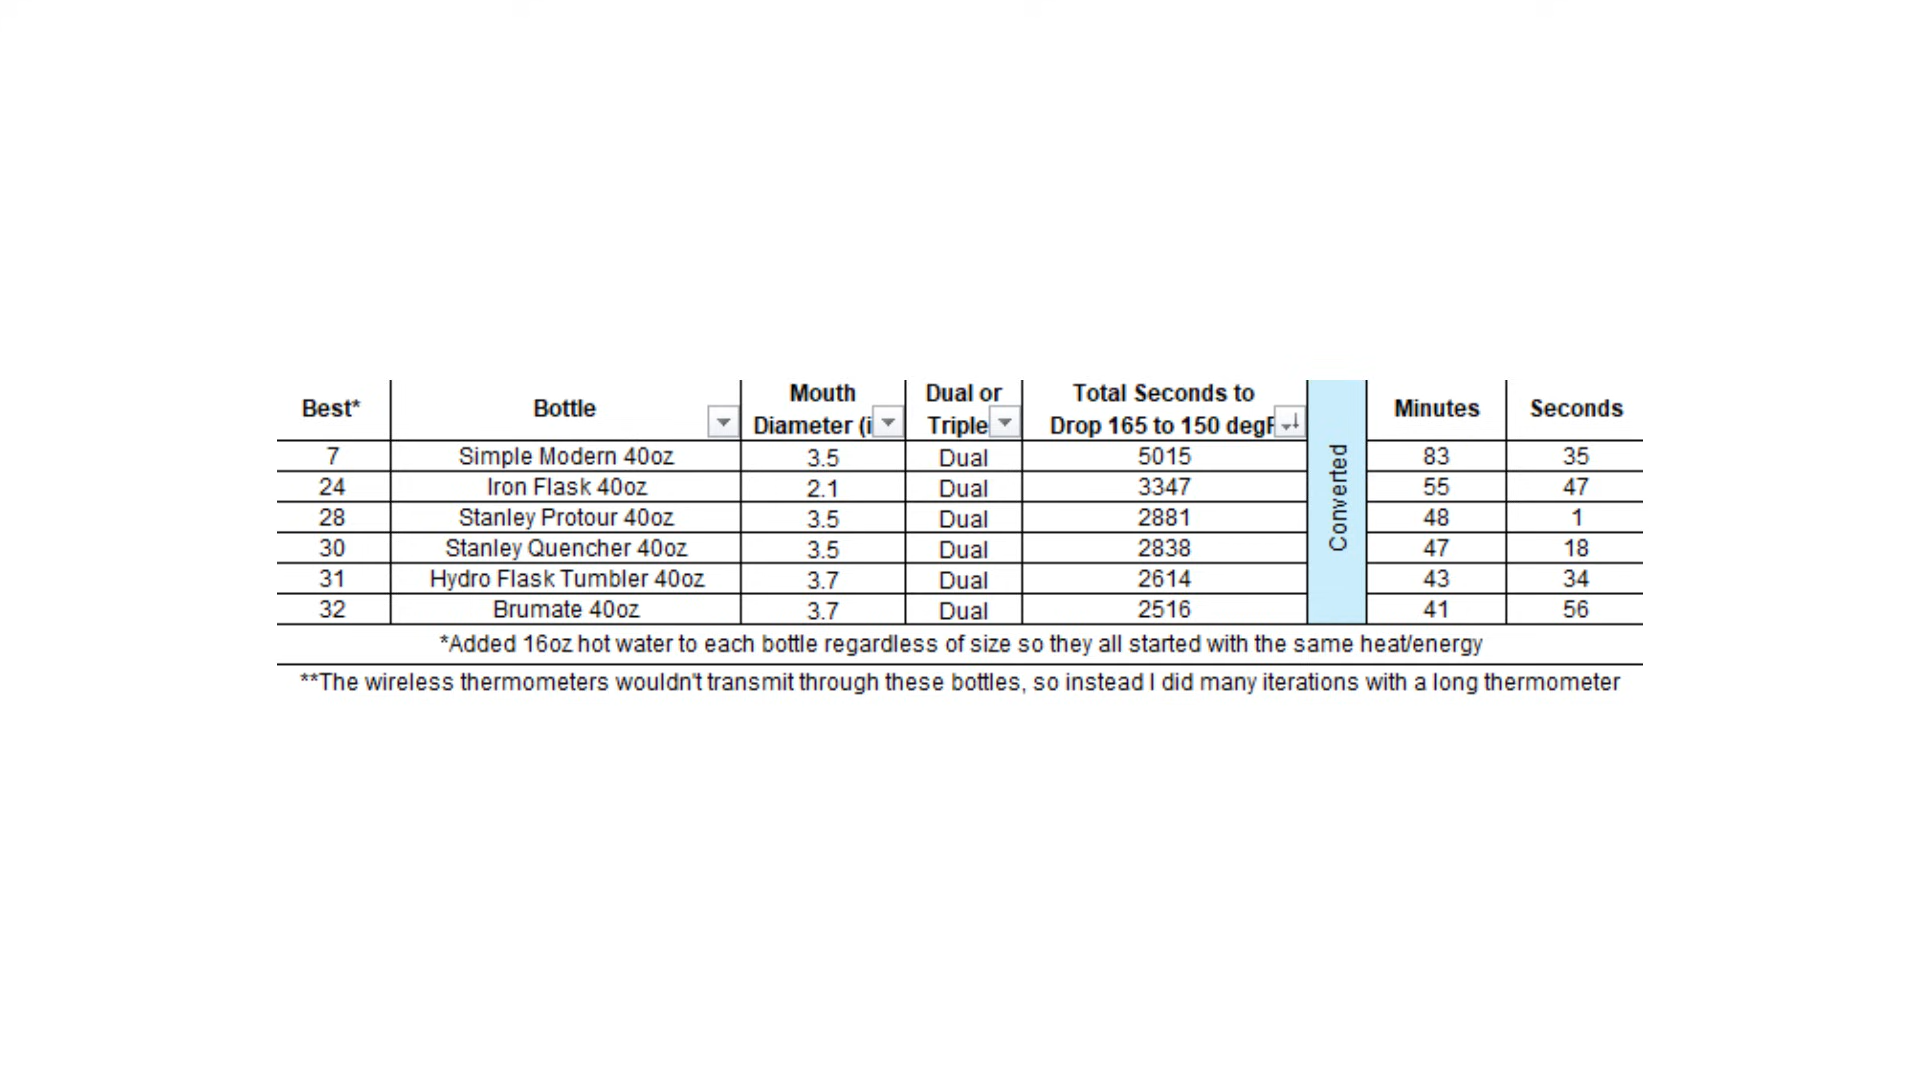 Best* Bottle Mouth Diameter (i Dual or Triple Total Seconds to Drop 165 to 150 degF Converted Minutes Seconds
7 Simple Modern 40oz 3.5 Dual 5015 83 35
24 Iron Flask 40oz 2.1 Dual 3347 55 47
28 Stanley Protour 40oz 3.5 Dual 2881 48 1
30 Stanley Quencher 40oz 3.5 Dual 2838 47 18
31 Hydro Flask Tumbler 40oz 3.7 Dual 2614 43 34
32 Brumate 40oz 3.7 Dual 2516 41 56
*Added 16oz hot water to each bottle regardless of size so they all started with the same heat/energy
**The wireless thermometers wouldn't transmit through these bottles, so instead I did many iterations with a long thermometer